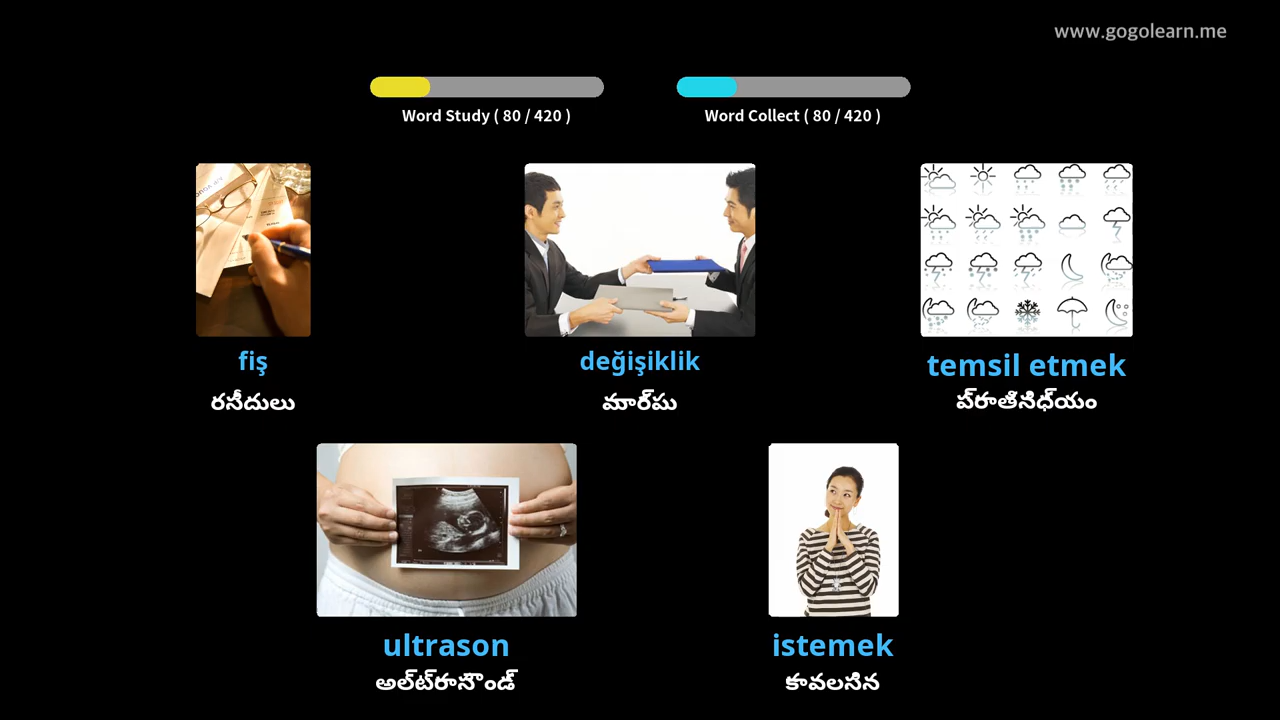 www.gogolearn.me
Word Study ( 80 / 420 )
Word Collect ( 80 / 420 )
fiş
రసీదులు
değişiklik
మార్పు
temsil etmek
ప్రాతినిధ్యం
ultrason
అల్ట్రాసౌండ్
istemek
కావలసిన